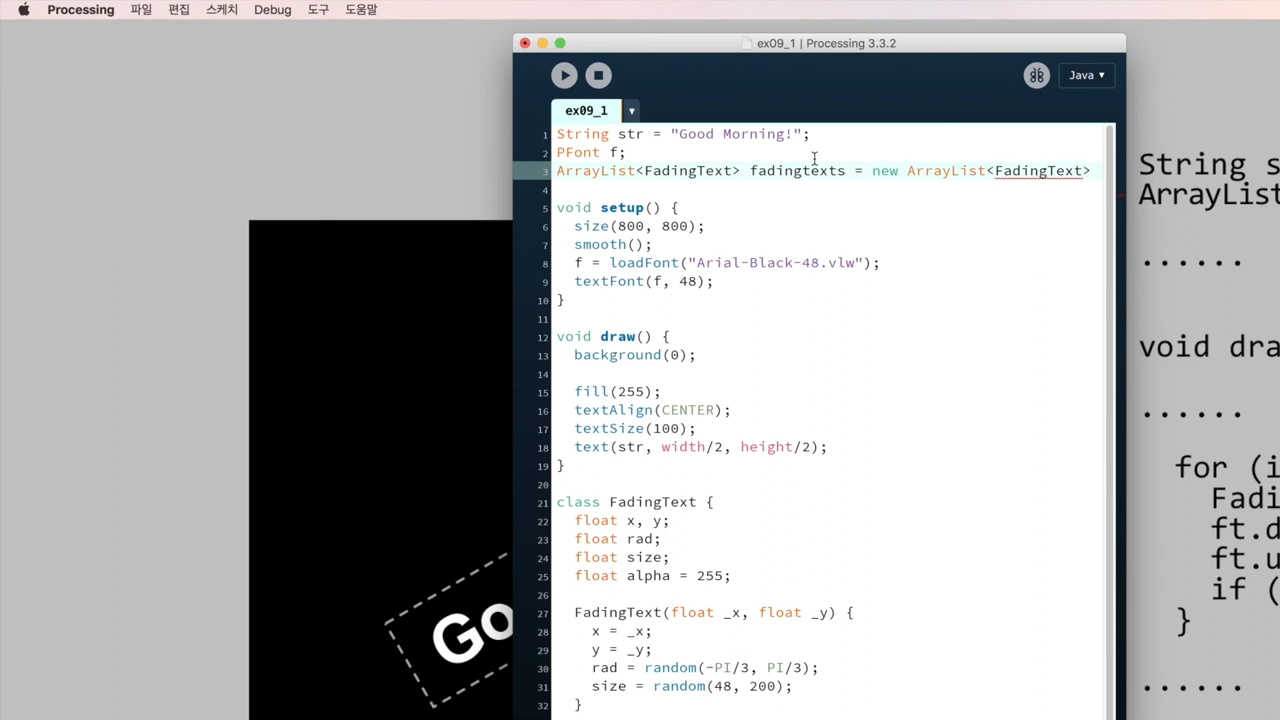 Processing 파일 편집 스케치 Debug 도구 도움말
ex09_1 | Processing 3.3.2
Java ▾
ex09_1 ▾
1 String str = "Good Morning!";
2 PFont f;
3 ArrayList<FadingText> fadingtexts = new ArrayList<FadingText>
4
5 void setup() {
6 size(800, 800);
7 smooth();
8 f = loadFont("Arial-Black-48.vlw");
9 textFont(f, 48);
10 }
11
12 void draw() {
13 background(0);
14
15 fill(255);
16 textAlign(CENTER);
17 textSize(100);
18 text(str, width/2, height/2);
19 }
20
21 class FadingText {
22 float x, y;
23 float rad;
24 float size;
25 float alpha = 255;
26
27 FadingText(float _x, float _y) {
28 x = _x;
29 y = _y;
30 rad = random(-PI/3, PI/3);
31 size = random(48, 200);
32 }
Go
String s
ArrayList
......
void dra
......
for (i
Fadi
ft.d
ft.u
if (
}
......